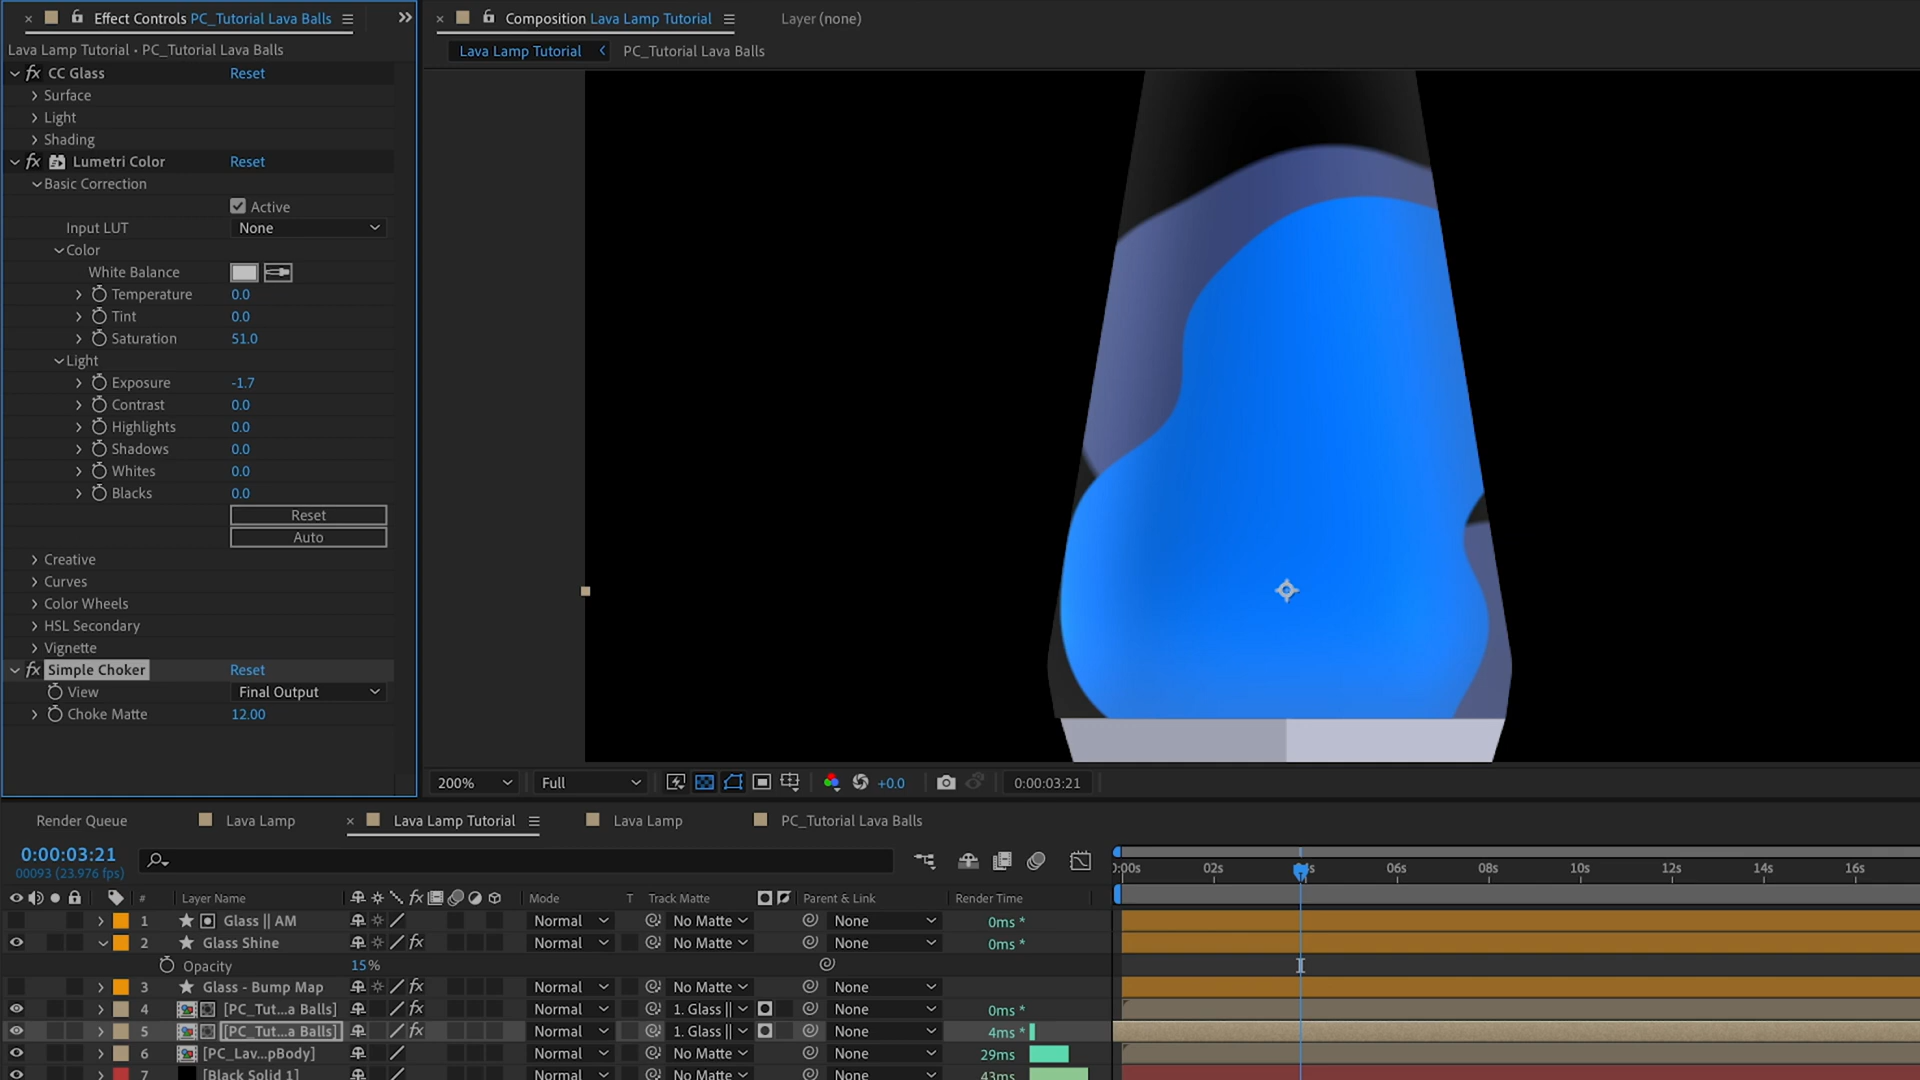 Effect Controls PC_Tutorial Lava Balls
Composition Lava Lamp Tutorial
Layer (none)
Lava Lamp Tutorial • PC_Tutorial Lava Balls
Lava Lamp Tutorial
PC_Tutorial Lava Balls
fx CC Glass Reset
Surface
Light
Shading
fx Lumetri Color Reset
Basic Correction
Active
Input LUT None
Color
White Balance
Temperature 0.0
Tint 0.0
Saturation 51.0
Light
Exposure -1.7
Contrast 0.0
Highlights 0.0
Shadows 0.0
Whites 0.0
Blacks 0.0
Reset
Auto
Creative
Curves
Color Wheels
HSL Secondary
Vignette
fx Simple Choker Reset
View Final Output
Choke Matte 12.00
200% Full +0.0 0:00:03:21
Render Queue Lava Lamp Lava Lamp Tutorial Lava Lamp PC_Tutorial Lava Balls
0:00:03:21
00093 (23.976 fps)
:00s 02s 06s 08s 10s 12s 14s 16s
# Layer Name fx Mode T Track Matte Parent & Link Render Time
1 Glass || AM Normal No Matte None 0ms *
2 Glass Shine fx Normal No Matte None 0ms *
Opacity 15%
3 Glass - Bump Map fx Normal No Matte None
4 [PC_Tut...a Balls] fx Normal 1. Glass || None 0ms *
5 [PC_Tut...a Balls] fx Normal 1. Glass || None 4ms *
6 [PC_Lav...pBody] Normal No Matte None 29ms
7 [Black Solid 1] Normal No Matte None 43ms